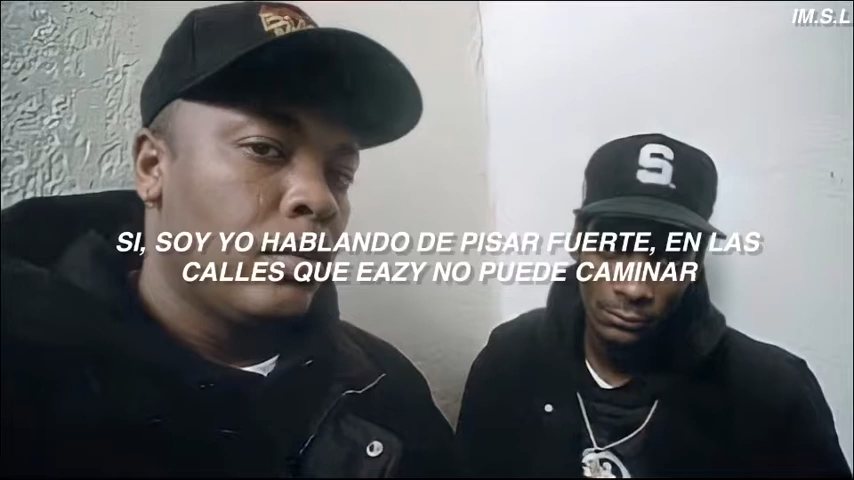 IM.S.L
SI, SOY YO HABLANDO DE PISAR FUERTE, EN LAS
CALLES QUE EAZY NO PUEDE CAMINAR
S